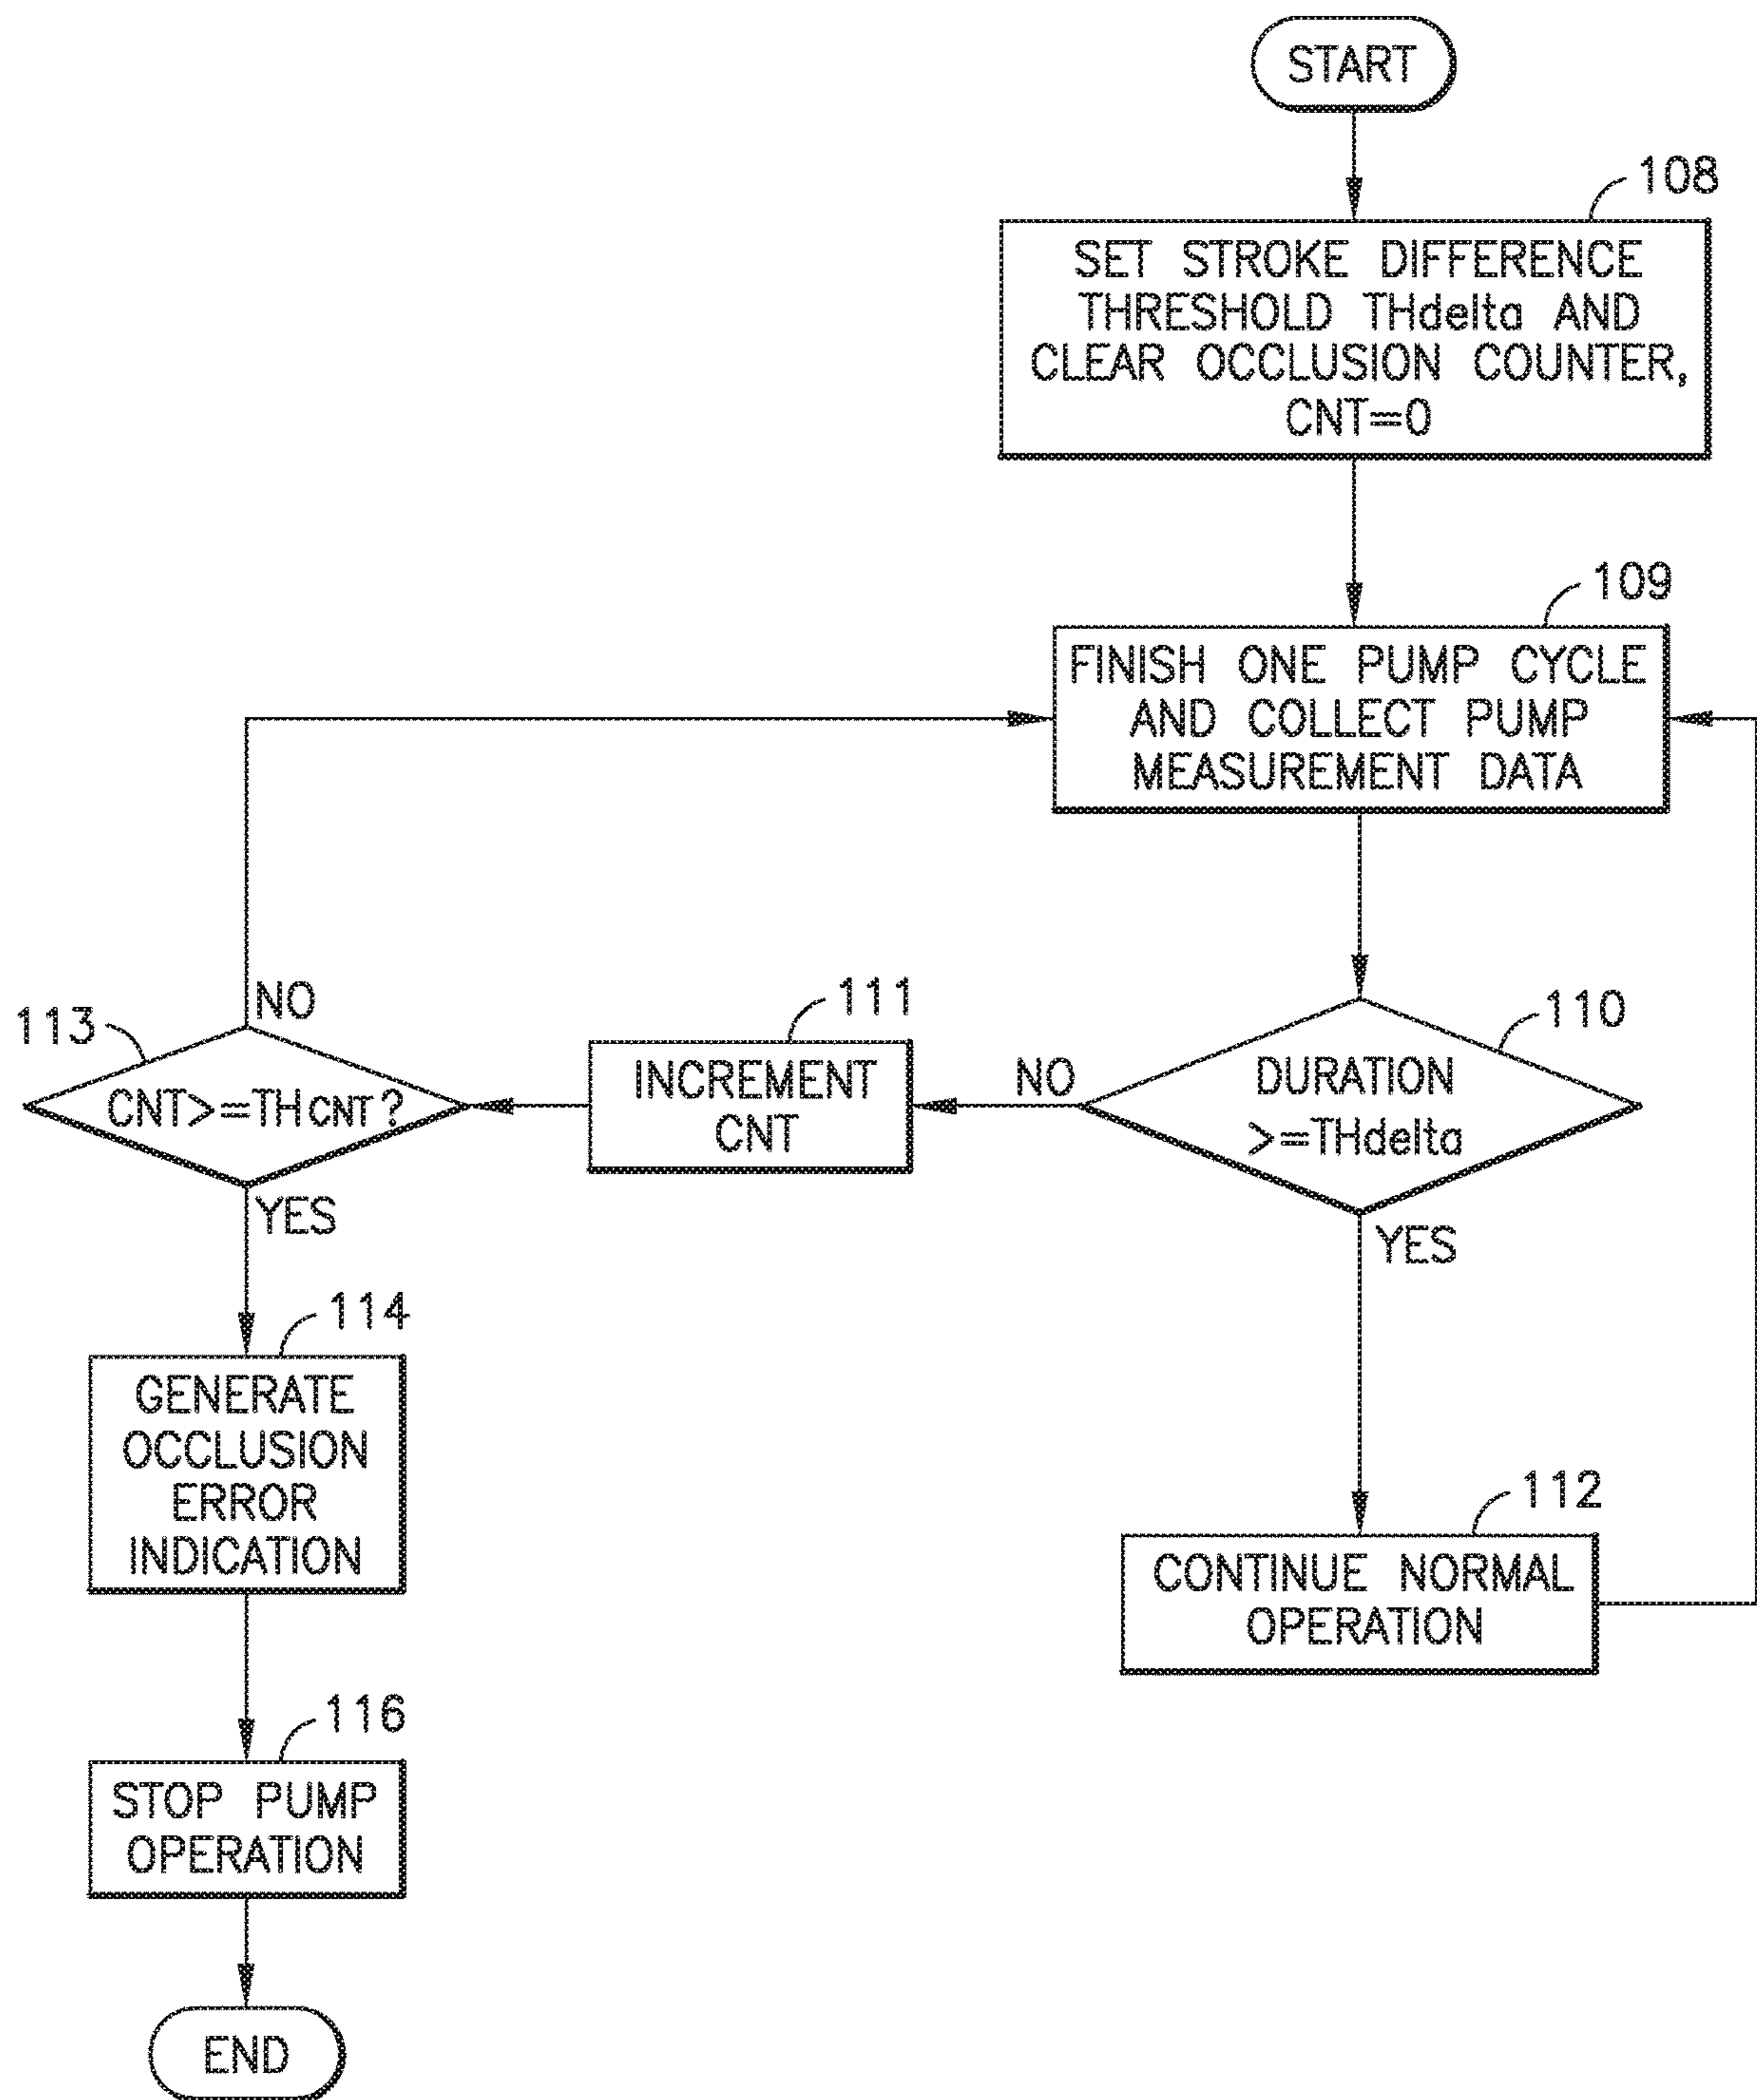 START
108
SET STROKE DIFFERENCE
THRESHOLD THdelta AND
CLEAR OCCLUSION COUNTER,
CNT=0
109
FINISH ONE PUMP CYCLE
AND COLLECT PUMP
MEASUREMENT DATA
110
DURATION
>=THdelta
NO
YES
111
INCREMENT
CNT
113
CNT>=THCNT?
NO
YES
112
CONTINUE NORMAL
OPERATION
114
GENERATE
OCCLUSION
ERROR
INDICATION
116
STOP PUMP
OPERATION
END